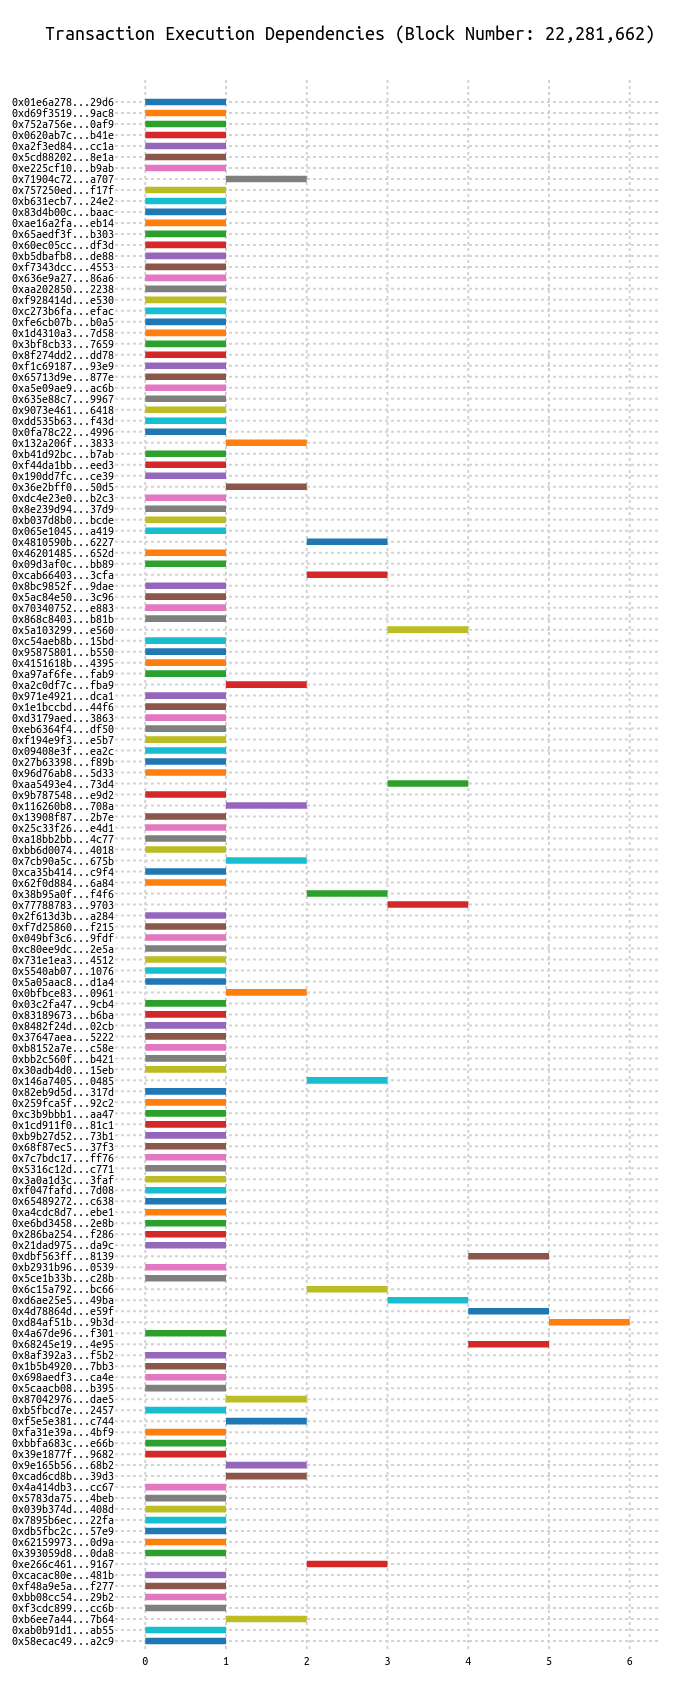 Transaction Execution Dependencies (Block Number: 22,281,662)
0x01e6a278...29d6
0xd69f3519...9ac8
0x752a756e...0af9
0x0620ab7c...b41e
0xa2f3ed84...cc1a
0x5cd88202...8e1a
0xe225cf10...b9ab
0x71904c72...a707
0x757250ed...f17f
0xb631ecb7...24e2
0x83d4b00c...baac
0xae16a2fa...eb14
0x65aedf3f...b303
0x60ec05cc...df3d
0xb5dbafb8...de88
0xf7343dcc...4553
0x636e9a27...86a6
0xaa202850...2238
0xf928414d...e530
0xc273b6fa...efac
0xfe6cb07b...b0a5
0x1d4310a3...7d58
0x3bf8cb33...7659
0x8f274dd2...dd78
0xf1c69187...93e9
0x65713d9e...877e
0xa5e09ae9...ac6b
0x635e88c7...9967
0x9073e461...6418
0xdd535b63...f43d
0x0fa78c22...4996
0x132a206f...3833
0xb41d92bc...b7ab
0xf44da1bb...eed3
0x190dd7fc...ce39
0x36e2bff0...50d5
0xdc4e23e0...b2c3
0x8e239d94...37d9
0xb037d8b0...bcde
0x065e1045...a419
0x4810590b...6227
0x46201485...652d
0x09d3af0c...bb89
0xcab66403...3cfa
0x8bc9852f...9dae
0x5ac84e50...3c96
0x70340752...e883
0x868c8403...b81b
0x5a103299...e560
0xc54aeb8b...15bd
0x95875801...b550
0x4151618b...4395
0xa97af6fe...fab9
0xa2c0df7c...fba9
0x971e4921...dca1
0x1e1bccbd...44f6
0xd3179aed...3863
0xeb6364f4...df50
0xf194e9f3...e5b7
0x09408e3f...ea2c
0x27b63398...f89b
0x96d76ab8...5d33
0xaa5493e4...73d4
0x9b787548...e9d2
0x116260b8...708a
0x13908f87...2b7e
0x25c33f26...e4d1
0xa18bb2bb...4c77
0xbb6d0074...4018
0x7cb90a5c...675b
0xca35b414...c9f4
0x62f0d884...6a84
0x38b95a0f...f4f6
0x77788783...9703
0x2f613d3b...a284
0xf7d25860...f215
0x049bf3c6...9fdf
0xc80ee9dc...2e5a
0x731e1ea3...4512
0x5540ab07...1076
0x5a05aac8...d1a4
0x0bfbce83...0961
0x03c2fa47...9cb4
0x83189673...b6ba
0x8482f24d...02cb
0x37647aea...5222
0xb8152a7e...c58e
0xbb2c560f...b421
0x30adb4d0...15eb
0x146a7405...0485
0x82eb9d5d...317d
0x259fca5f...92c2
0xc3b9bbb1...aa47
0x1cd911f0...81c1
0xb9b27d52...73b1
0x68f87ec5...37f3
0x7c7bdc17...ff76
0x5316c12d...c771
0x3a0a1d3c...3faf
0xf047fafd...7d08
0x65489272...c638
0xa4cdc8d7...ebe1
0xe6bd3458...2e8b
0x286ba254...f286
0x21dad975...da9c
0xdbf563ff...8139
0xb2931b96...0539
0x5ce1b33b...c28b
0x6c15a792...bc66
0xd6ae25e5...49ba
0x4d78864d...e59f
0xd84af51b...9b3d
0x4a67de96...f301
0x68245e19...4e95
0x8af392a3...f5b2
0x1b5b4920...7bb3
0x698aedf3...ca4e
0x5caacb08...b395
0x87042976...dae5
0xb5fbcd7e...2457
0xf5e5e381...c744
0xfa31e39a...4bf9
0xbbfa683c...e66b
0x39e1877f...9682
0x9e165b56...68b2
0xcad6cd8b...39d3
0x4a414db3...cc67
0x5783da75...4beb
0x039b374d...408d
0x7895b6ec...22fa
0xdb5fbc2c...57e9
0x62159973...0d9a
0x393059d8...0da8
0xe266c461...9167
0xcacac80e...481b
0xf48a9e5a...f277
0xbb08cc54...29b2
0xf3cdc899...cc6b
0xb6ee7a44...7b64
0xab0b91d1...ab55
0x58ecac49...a2c9
0 1 2 3 4 5 6